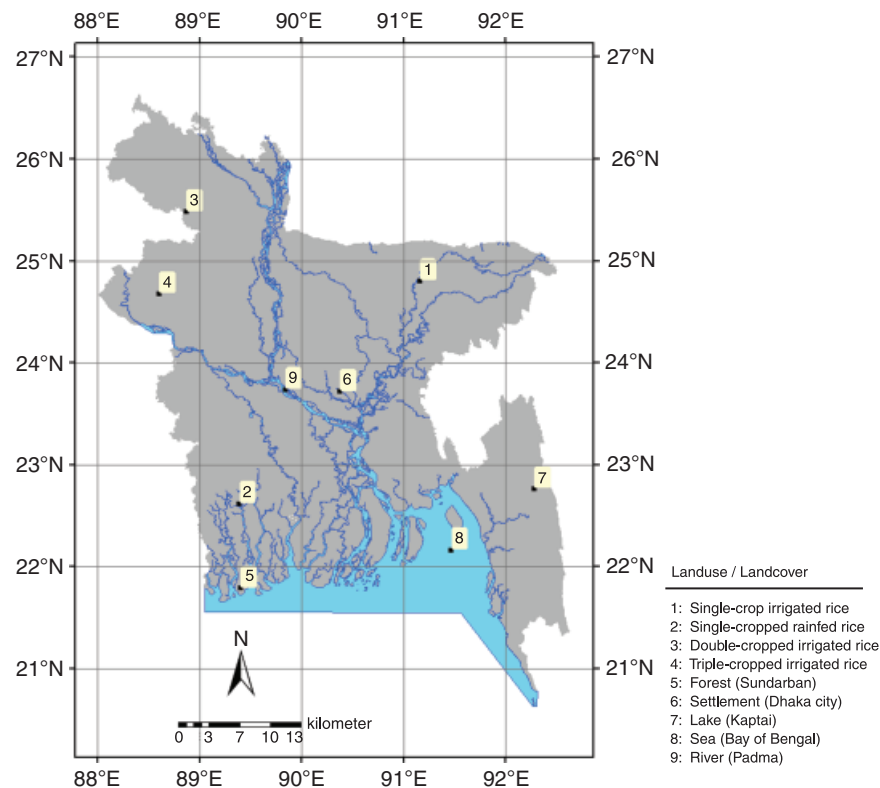 88°E 89°E 90°E 91°E 92°E
27°N 27°N
26°N 26°N
3
25°N 25°N
1
4
24°N 24°N
9 6
23°N 23°N
7
2
22°N 22°N
8
5
21°N 21°N
N
kilometer
0 3 7 10 13
88°E 89°E 90°E 91°E 92°E
Landuse / Landcover
1: Single-crop irrigated rice
2: Single-cropped rainfed rice
3: Double-cropped irrigated rice
4: Triple-cropped irrigated rice
5: Forest (Sundarban)
6: Settlement (Dhaka city)
7: Lake (Kaptai)
8: Sea (Bay of Bengal)
9: River (Padma)